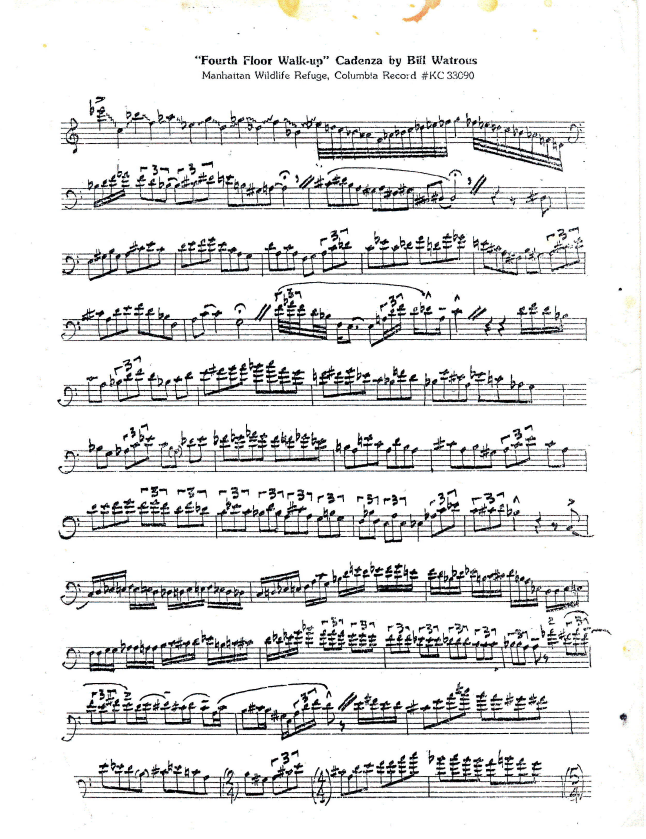 "Fourth Floor Walk-up" Cadenza by Bill Watrous
Manhattan Wildlife Refuge, Columbia Record #KC 33090